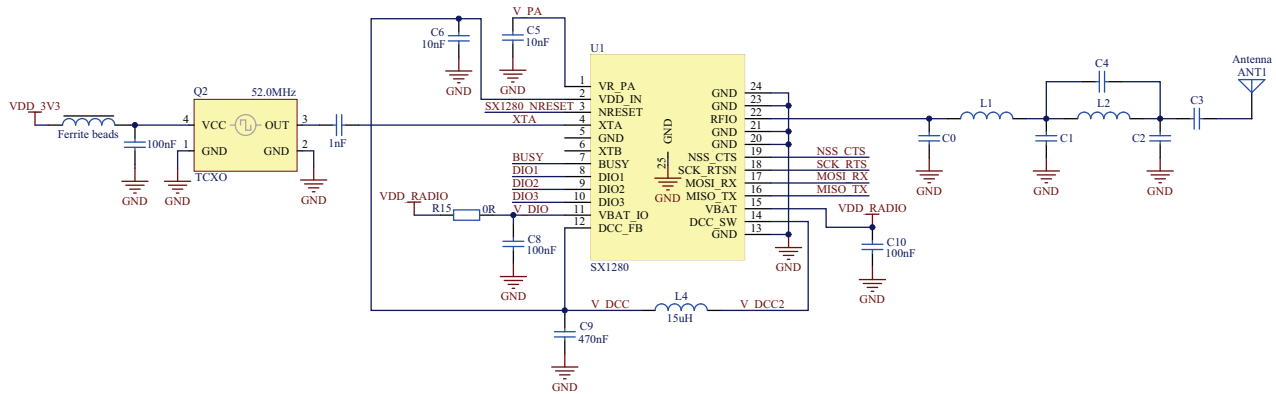 V_PA
C6
10nF
GND
C5
10nF
GND
U1
Q2
52.0MHz
VDD_3V3
Ferrite beads
100nF
GND
4
VCC
OUT
3
1
GND
GND
2
TCXO
GND
GND
1nF
SX1280_NRESET
XTA
BUSY
DIO1
DIO2
DIO3
VDD_RADIO
R15
0R
V_DIO
C8
100nF
GND
1
VR_PA
2
VDD_IN
3
NRESET
4
XTA
5
GND
6
XTB
7
BUSY
8
DIO1
9
DIO2
10
DIO3
11
VBAT_IO
12
DCC_FB
GND
25
GND
GND
24
GND
23
RFIO
22
GND
21
GND
20
NSS_CTS
19
SCK_RTSN
18
MOSI_RX
17
MISO_TX
16
VBAT
15
DCC_SW
14
GND
13
SX1280
NSS_CTS
SCK_RTS
MOSI_RX
MISO_TX
VDD_RADIO
C10
100nF
GND
GND
V_DCC
L4
15uH
V_DCC2
C9
470nF
GND
C0
GND
L1
C4
L2
C1
GND
C2
GND
C3
Antenna
ANT1